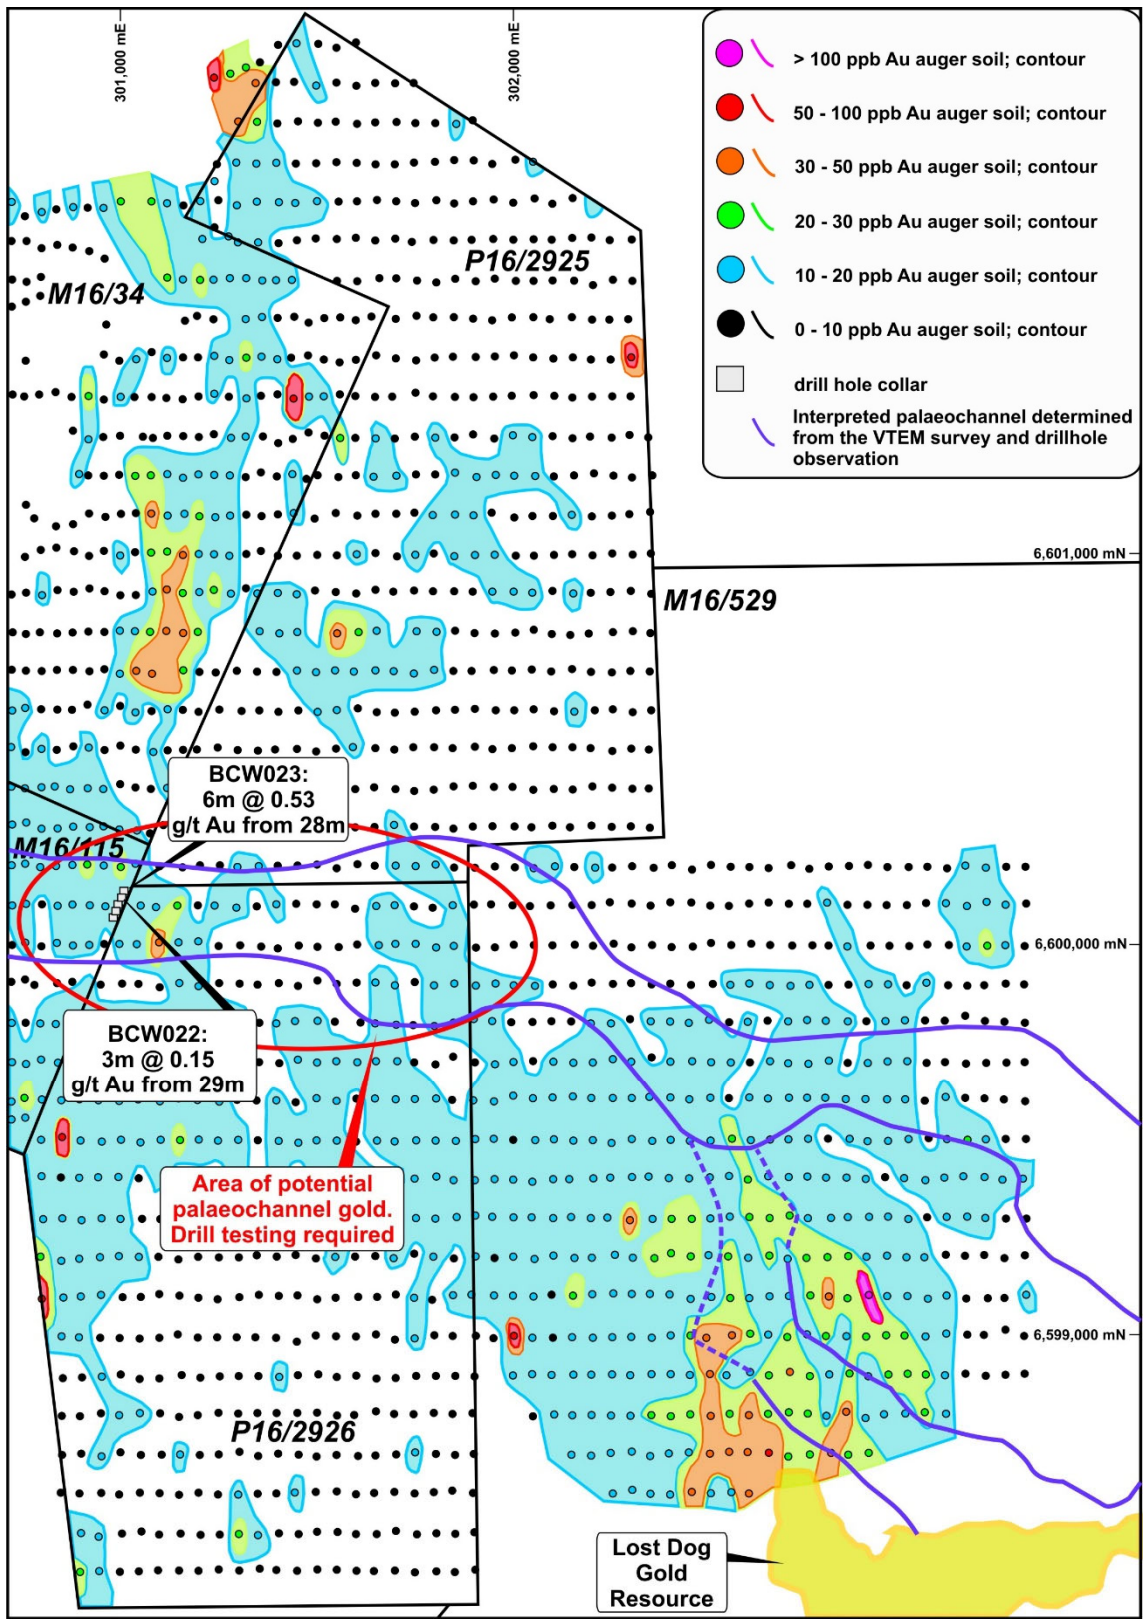 301,000 mE
302,000 mE
> 100 ppb Au auger soil; contour
50 - 100 ppb Au auger soil; contour
30 - 50 ppb Au auger soil; contour
20 - 30 ppb Au auger soil; contour
10 - 20 ppb Au auger soil; contour
0 - 10 ppb Au auger soil; contour
drill hole collar
Interpreted palaeochannel determined
from the VTEM survey and drillhole
observation
P16/2925
M16/34
6,601,000 mN
M16/529
BCW023:
6m @ 0.53
g/t Au from 28m
M16/115
6,600,000 mN
BCW022:
3m @ 0.15
g/t Au from 29m
Area of potential
palaeochannel gold.
Drill testing required
6,599,000 mN
P16/2926
Lost Dog
Gold
Resource